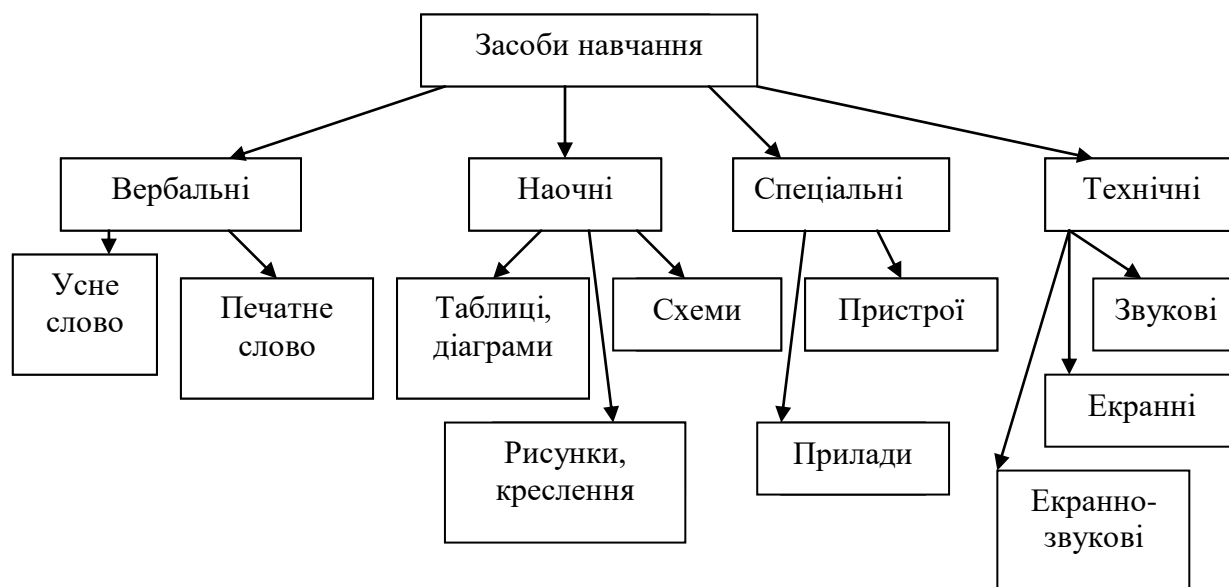 Засоби навчання
Вербальні
Наочні
Спеціальні
Технічні
Усне
слово
Печатне
слово
Таблиці,
діаграми
Схеми
Пристрої
Звукові
Екранні
Рисунки,
креслення
Прилади
Екранно-
звукові